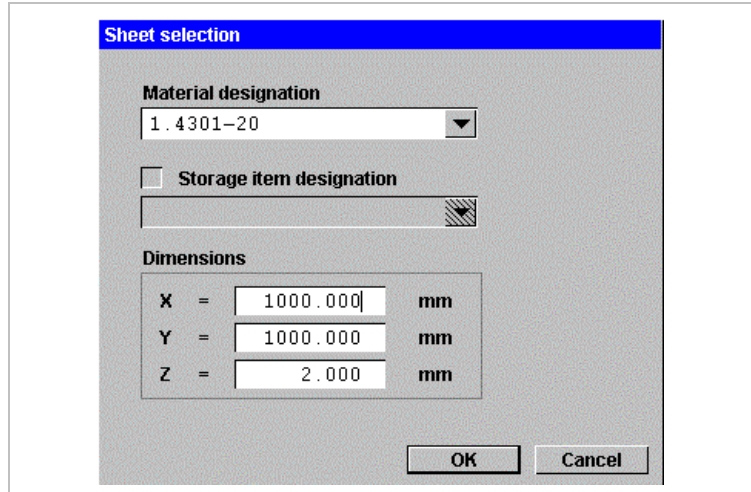 Sheet selection
Material designation
1.4301-20
Storage item designation
Dimensions
X = 1000.000 mm
Y = 1000.000 mm
Z = 2.000 mm
OK Cancel